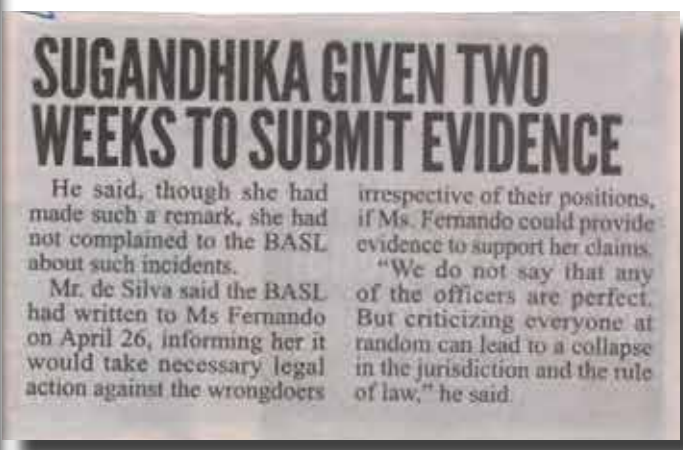 SUGANDHIKA GIVEN TWO
WEEKS TO SUBMIT EVIDENCE
He said, though she had
made such a remark, she had
not complained to the BASL
about such incidents.
Mr. de Silva said the BASL
had written to Ms Fernando
on April 26, informing her it
would take necessary legal
action against the wrongdoers
irrespective of their positions,
if Ms. Fernando could provide
evidence to support her claims.
"We do not say that any
of the officers are perfect.
But criticizing everyone at
random can lead to a collapse
in the jurisdiction and the rule
of law," he said.